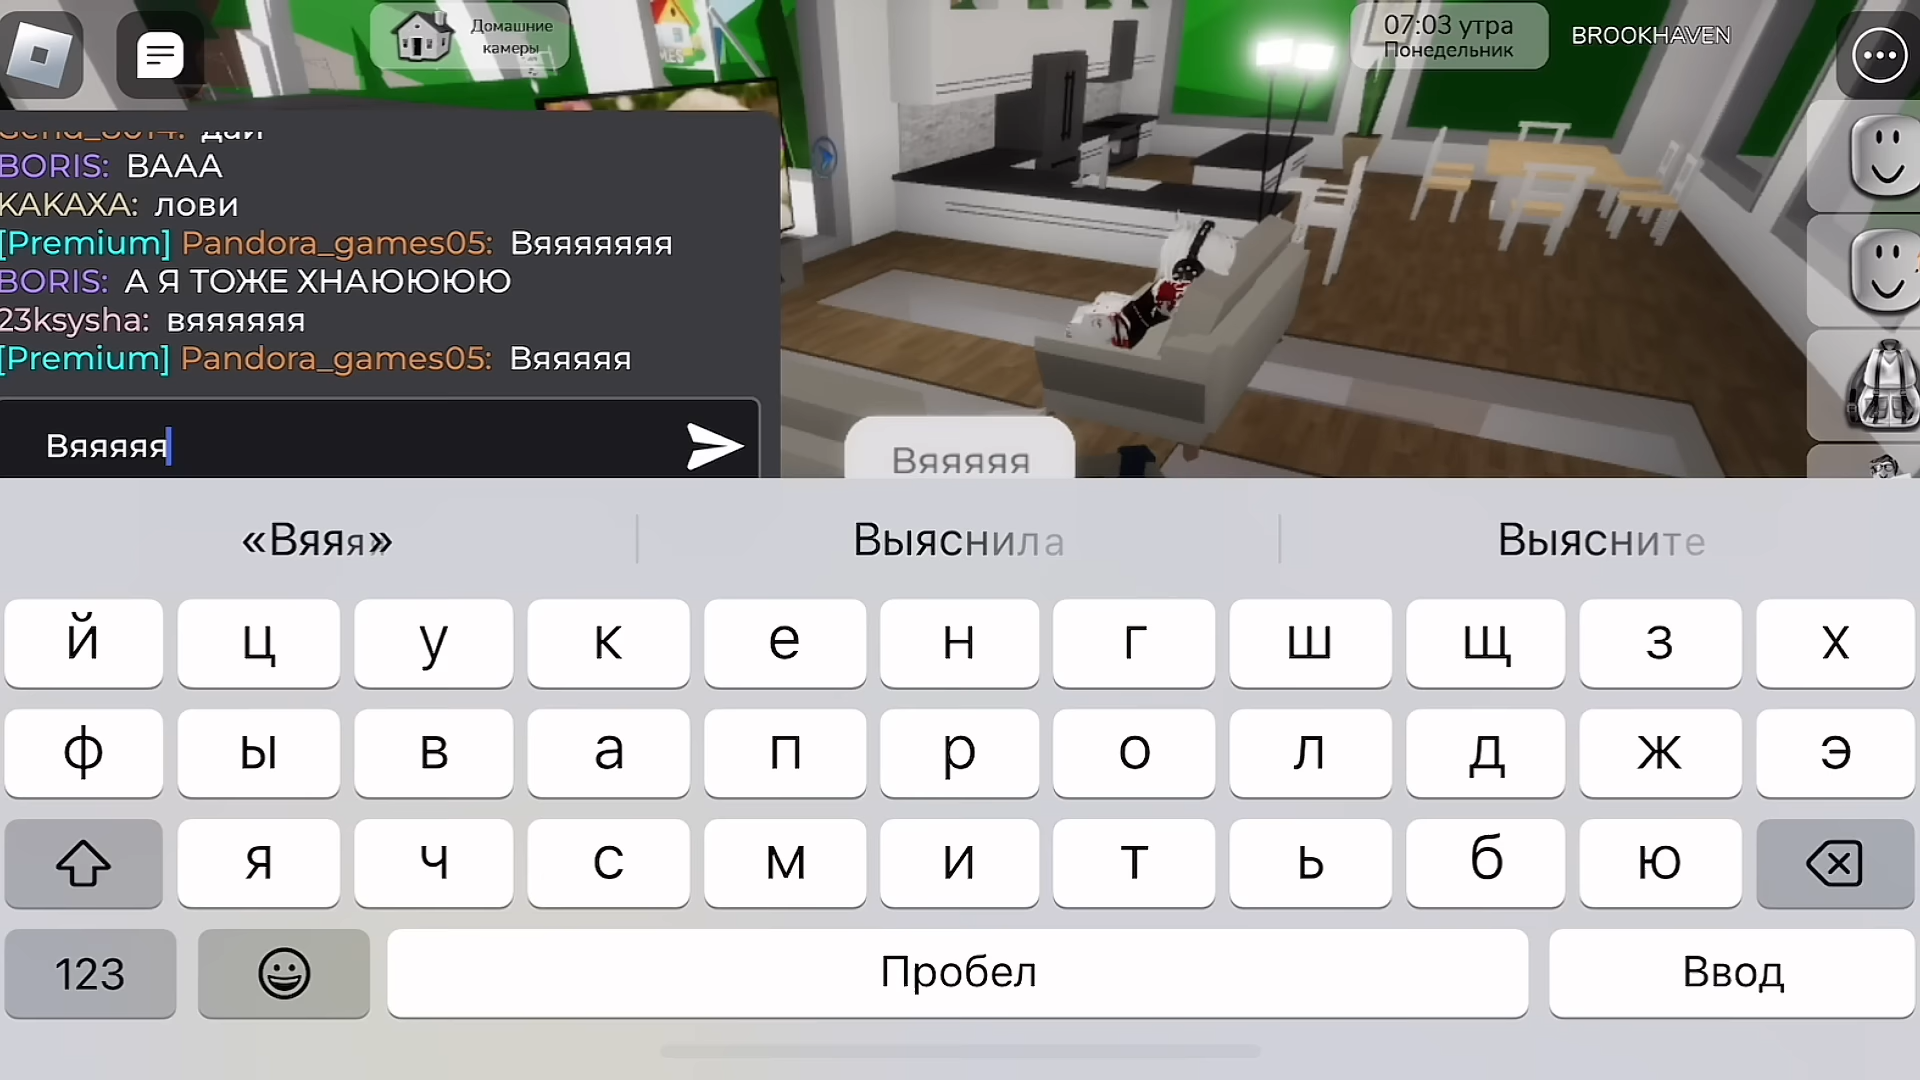 Домашние
камеры
07:03 утра
Понедельник
BROOKHAVEN
дай
BORIS: ВААА
KAKAXA: лови
[Premium] Pandora_games05: Вяяяяяяя
BORIS: А Я ТОЖЕ ХНАЮЮЮЮ
23ksysha: вяяяяяя
[Premium] Pandora_games05: Вяяяяя
Вяяяяя
Вяяяяя
«Вяяя» Выяснила Выясните
й ц у к е н г ш щ з х
ф ы в а п р о л д ж э
я ч с м и т ь б ю
123 Пробел Ввод